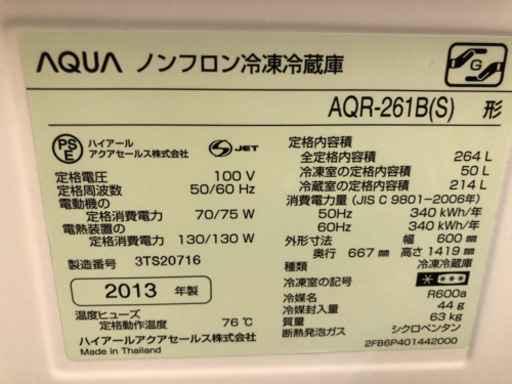 AQUA ノンフロン冷凍冷蔵庫
G
AQR-261B(S) 形
PS E ハイアール アクアセールス株式会社 S JET
定格電圧 100 V
定格周波数 50/60 Hz
電動機の
定格消費電力 70/75 W
電熱装置の
定格消費電力 130/130 W
製造番号 3TS20716
2013 年製
温度ヒューズ
定格動作温度 76℃
ハイアールアクアセールス株式会社
Made in Thailand
定格内容積
全定格内容積 264 L
冷凍室の定格内容積 50 L
冷蔵室の定格内容積 214 L
消費電力量 (JIS C 9801-2006年)
50Hz 340 kWh/年
60Hz 340 kWh/年
外形寸法 幅 600 mm
奥行 667 mm 高さ 1419 mm
種類 冷凍冷蔵庫
冷凍室の記号
冷媒名 R600a
冷媒封入量 44 g
質量 63 kg
断熱発泡ガス シクロペンタン
2FB6P401442000